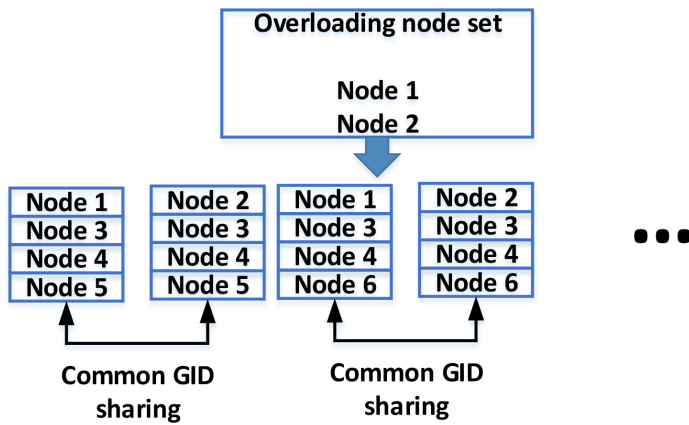 Overloading node set
Node 1
Node 2
Node 1
Node 3
Node 4
Node 5
Node 2
Node 3
Node 4
Node 5
Node 1
Node 3
Node 4
Node 6
Node 2
Node 3
Node 4
Node 6
...
Common GID
sharing
Common GID
sharing